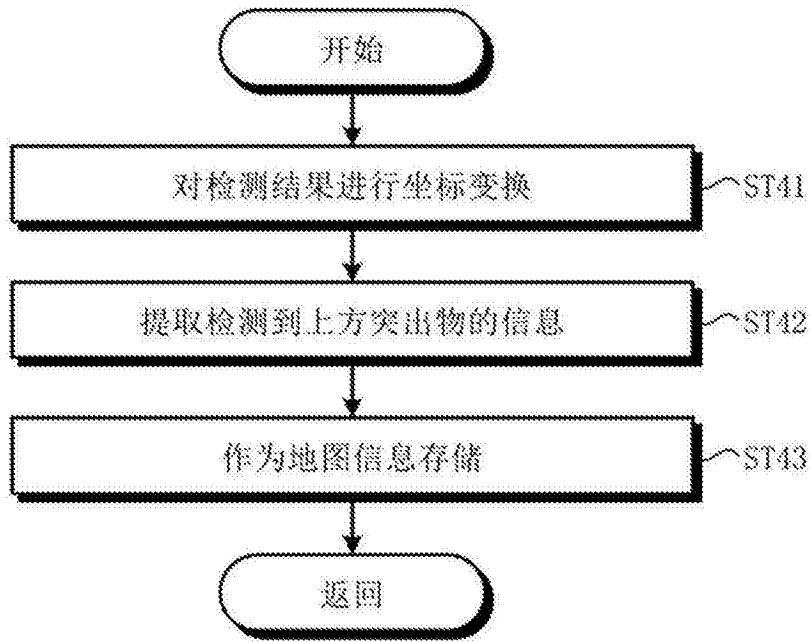 开始
对检测结果进行坐标变换
ST41
提取检测到上方突出物的信息
ST42
作为地图信息存储
ST43
返回